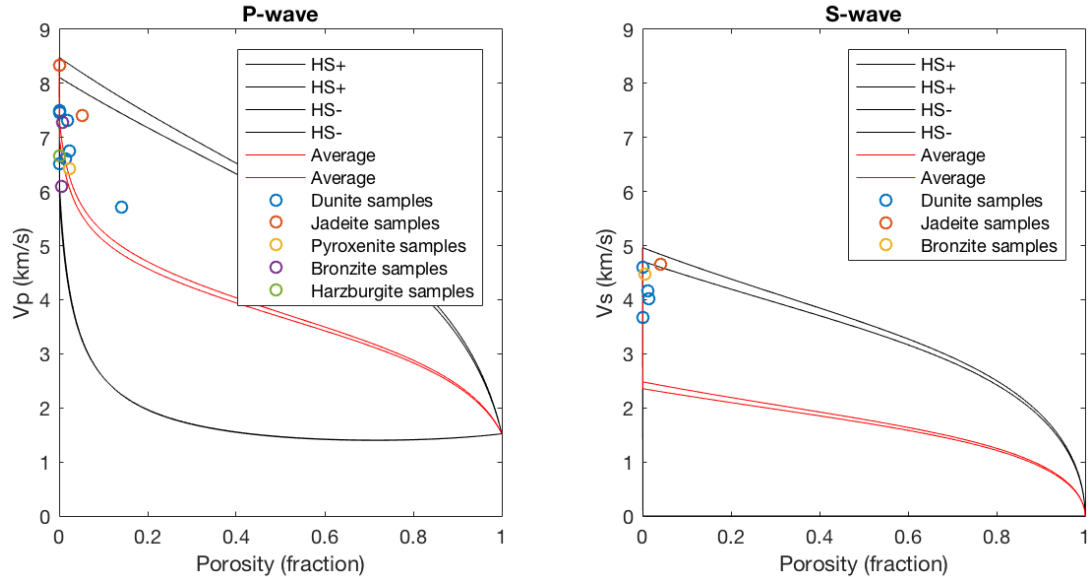 P-wave
9
8
7
6
5
4
3
2
1
0
Vp (km/s)
HS+
HS+
HS-
HS-
Average
Average
Dunite samples
Jadeite samples
Pyroxenite samples
Bronzite samples
Harzburgite samples
0 0.2 0.4 0.6 0.8 1
Porosity (fraction)
S-wave
9
8
7
6
5
4
3
2
1
0
Vs (km/s)
HS+
HS+
HS-
HS-
Average
Average
Dunite samples
Jadeite samples
Bronzite samples
0 0.2 0.4 0.6 0.8 1
Porosity (fraction)